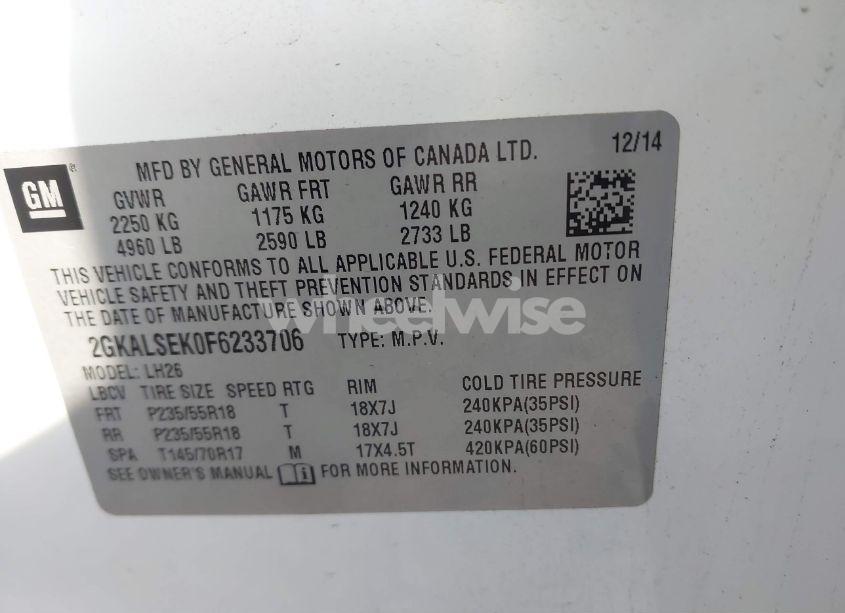 MFD BY GENERAL MOTORS OF CANADA LTD. 12/14
GM
GVWR GAWR FRT GAWR RR
2250 KG 1175 KG 1240 KG
4960 LB 2590 LB 2733 LB
THIS VEHICLE CONFORMS TO ALL APPLICABLE U.S. FEDERAL MOTOR
VEHICLE SAFETY AND THEFT PREVENTION STANDARDS IN EFFECT ON
THE DATE OF MANUFACTURE SHOWN ABOVE.
wheelwise
2GKALSEK0F6233706 TYPE: M.P.V.
MODEL: LH26
LBCV TIRE SIZE SPEED RTG RIM COLD TIRE PRESSURE
FRT P235/55R18 T 18X7J 240KPA(35PSI)
RR P235/55R18 T 18X7J 240KPA(35PSI)
SPA T145/70R17 M 17X4.5T 420KPA(60PSI)
SEE OWNER'S MANUAL FOR MORE INFORMATION.